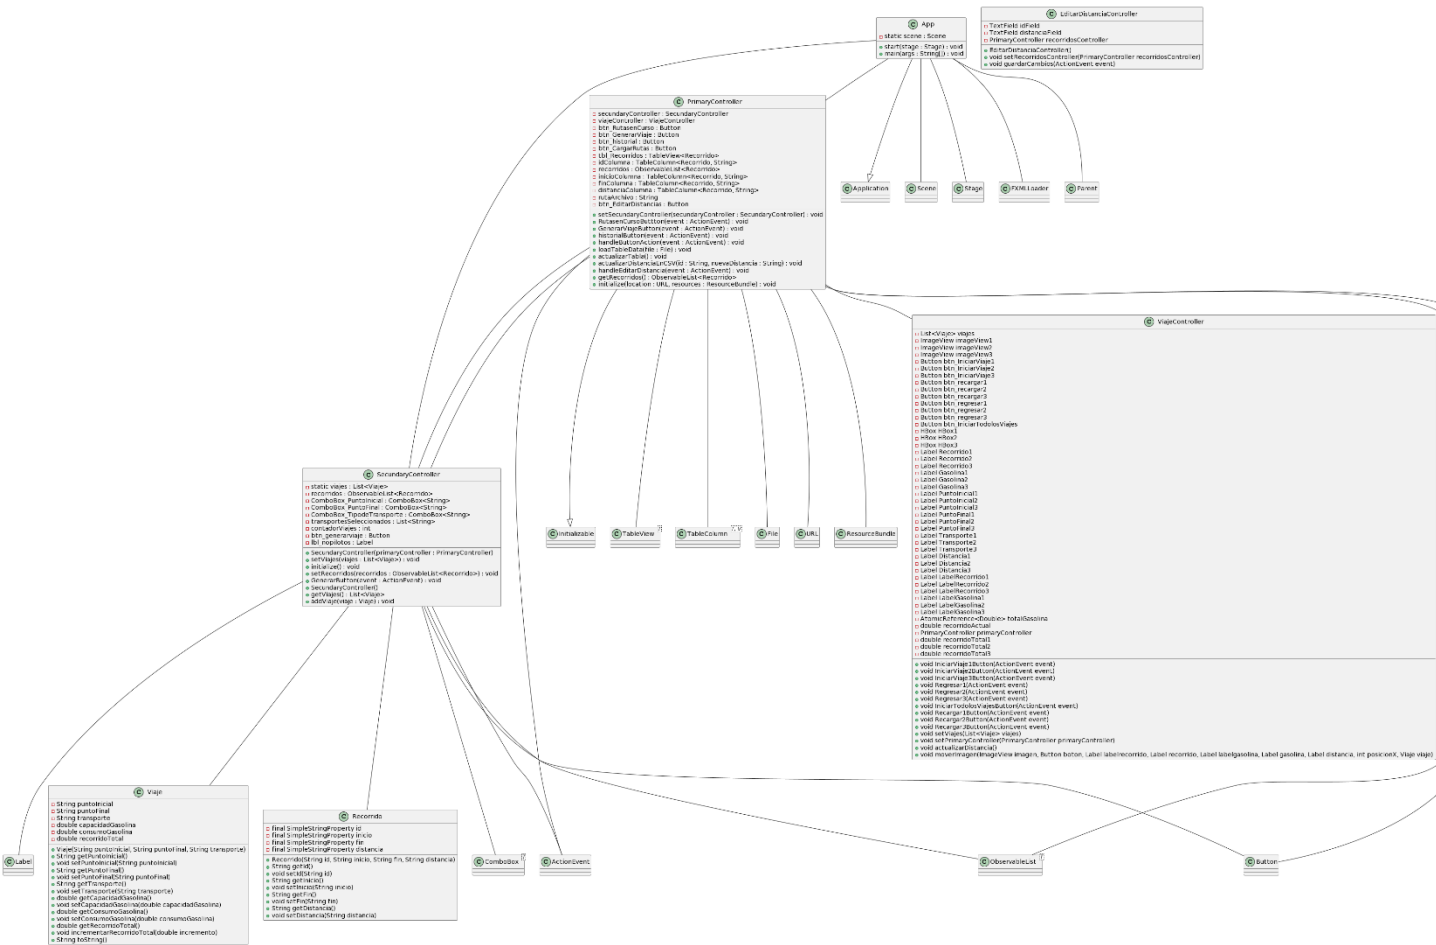 App
static scene : Scene
start(stage : Stage) : void
main(args : String[]) : void
EditarDistanciaController
TextField idField
TextField distanciaField
PrimaryController recorridosController
EditarDistanciaController()
void setRecorridosController(PrimaryController recorridosController)
void guardarCambios(ActionEvent event)
PrimaryController
secundaryController : SecundaryController
viajeController : ViajeController
btn_RutasenCurso : Button
btn_GenerarViaje : Button
btn_historial : Button
btn_CargarRutas : Button
tbl_Recorridos : TableView<Recorrido>
idColumna : TableColumn<Recorrido, String>
recorridos : ObservableList<Recorrido>
inicioColumna : TableColumn<Recorrido, String>
finColumna : TableColumn<Recorrido, String>
distanciaColumna : TableColumn<Recorrido, String>
rutaArchivo : String
btn_EditarDistancias : Button
setSecundaryController(secundaryController : SecundaryController) : void
RutasenCursoButtton(event : ActionEvent) : void
GenerarViajeButton(event : ActionEvent) : void
historialButton(event : ActionEvent) : void
handleButtonAction(event : ActionEvent) : void
loadTableData(file : File) : void
actualizarTabla() : void
actualizarDistanciaEnCSV(id : String, nuevaDistancia : String) : void
handleEditarDistancia(event : ActionEvent) : void
getRecorridos() : ObservableList<Recorrido>
initialize(location : URL, resources : ResourceBundle) : void
Application
Scene
Stage
FXMLLoader
Parent
ViajeController
List<Viaje> viajes
ImageView imageView1
ImageView imageView2
ImageView imageView3
Button btn_IniciarViaje1
Button btn_IniciarViaje2
Button btn_IniciarViaje3
Button btn_recargar1
Button btn_recargar2
Button btn_recargar3
Button btn_regresar1
Button btn_regresar2
Button btn_regresar3
Button btn_IniciarTodolosViajes
HBox HBox1
HBox HBox2
HBox HBox3
Label Recorrido1
Label Recorrido2
Label Recorrido3
Label Gasolina1
Label Gasolina2
Label Gasolina3
Label PuntoInicial1
Label PuntoInicial2
Label PuntoInicial3
Label PuntoFinal1
Label PuntoFinal2
Label PuntoFinal3
Label Transporte1
Label Transporte2
Label Transporte3
Label Distancia1
Label Distancia2
Label Distancia3
Label LabelRecorrido1
Label LabelRecorrido2
Label LabelRecorrido3
Label LabelGasolina1
Label LabelGasolina2
Label LabelGasolina3
AtomicReference<Double> totalGasolina
double recorridoActual
PrimaryController primaryController
double recorridoTotal1
double recorridoTotal2
double recorridoTotal3
void IniciarViaje1Button(ActionEvent event)
void IniciarViaje2Button(ActionEvent event)
void IniciarViaje3Button(ActionEvent event)
void Regresar1(ActionEvent event)
void Regresar2(ActionEvent event)
void Regresar3(ActionEvent event)
void IniciarTodolosViajesButton(ActionEvent event)
void Recargar1Button(ActionEvent event)
void Recargar2Button(ActionEvent event)
void Recargar3Button(ActionEvent event)
void setViajes(List<Viaje> viajes)
void setPrimaryController(PrimaryController primaryController)
void actualizarDistancia()
void moverImagen(ImageView imagen, Button boton, Label labelrecorrido, Label recorrido, Label labelgasolina, Label gasolina, Label distancia, int posicionX, Viaje viaje)
SecundaryController
static viajes : List<Viaje>
recorridos : ObservableList<Recorrido>
ComboBox_PuntoInicial : ComboBox<String>
ComboBox_PuntoFinal : ComboBox<String>
ComboBox_TipodeTransporte : ComboBox<String>
transportesSeleccionados : List<String>
contadorViajes : int
btn_generarviaje : Button
lbl_nopilotos : Label
SecundaryController(primaryController : PrimaryController)
setViajes(viajes : List<Viaje>) : void
initialize() : void
setRecorridos(recorridos : ObservableList<Recorrido>) : void
GenerarButton(event : ActionEvent) : void
SecundaryController()
getViajes() : List<Viaje>
addViaje(viaje : Viaje) : void
Initializable
TableView
TableColumn
File
URL
ResourceBundle
Label
Viaje
String puntoInicial
String puntoFinal
String transporte
double capacidadGasolina
double consumoGasolina
double recorridoTotal
Viaje(String puntoInicial, String puntoFinal, String transporte)
String getPuntoInicial()
void setPuntoInicial(String puntoInicial)
String getPuntoFinal()
void setPuntoFinal(String puntoFinal)
String getTransporte()
void setTransporte(String transporte)
double getCapacidadGasolina()
void setCapacidadGasolina(double capacidadGasolina)
double getConsumoGasolina()
void setConsumoGasolina(double consumoGasolina)
double getRecorridoTotal()
void incrementarRecorridoTotal(double incremento)
String toString()
Recorrido
final SimpleStringProperty id
final SimpleStringProperty inicio
final SimpleStringProperty fin
final SimpleStringProperty distancia
Recorrido(String id, String inicio, String fin, String distancia)
String getId()
void setId(String id)
String getInicio()
void setInicio(String inicio)
String getFin()
void setFin(String fin)
String getDistancia()
void setDistancia(String distancia)
ComboBox
ActionEvent
ObservableList
Button